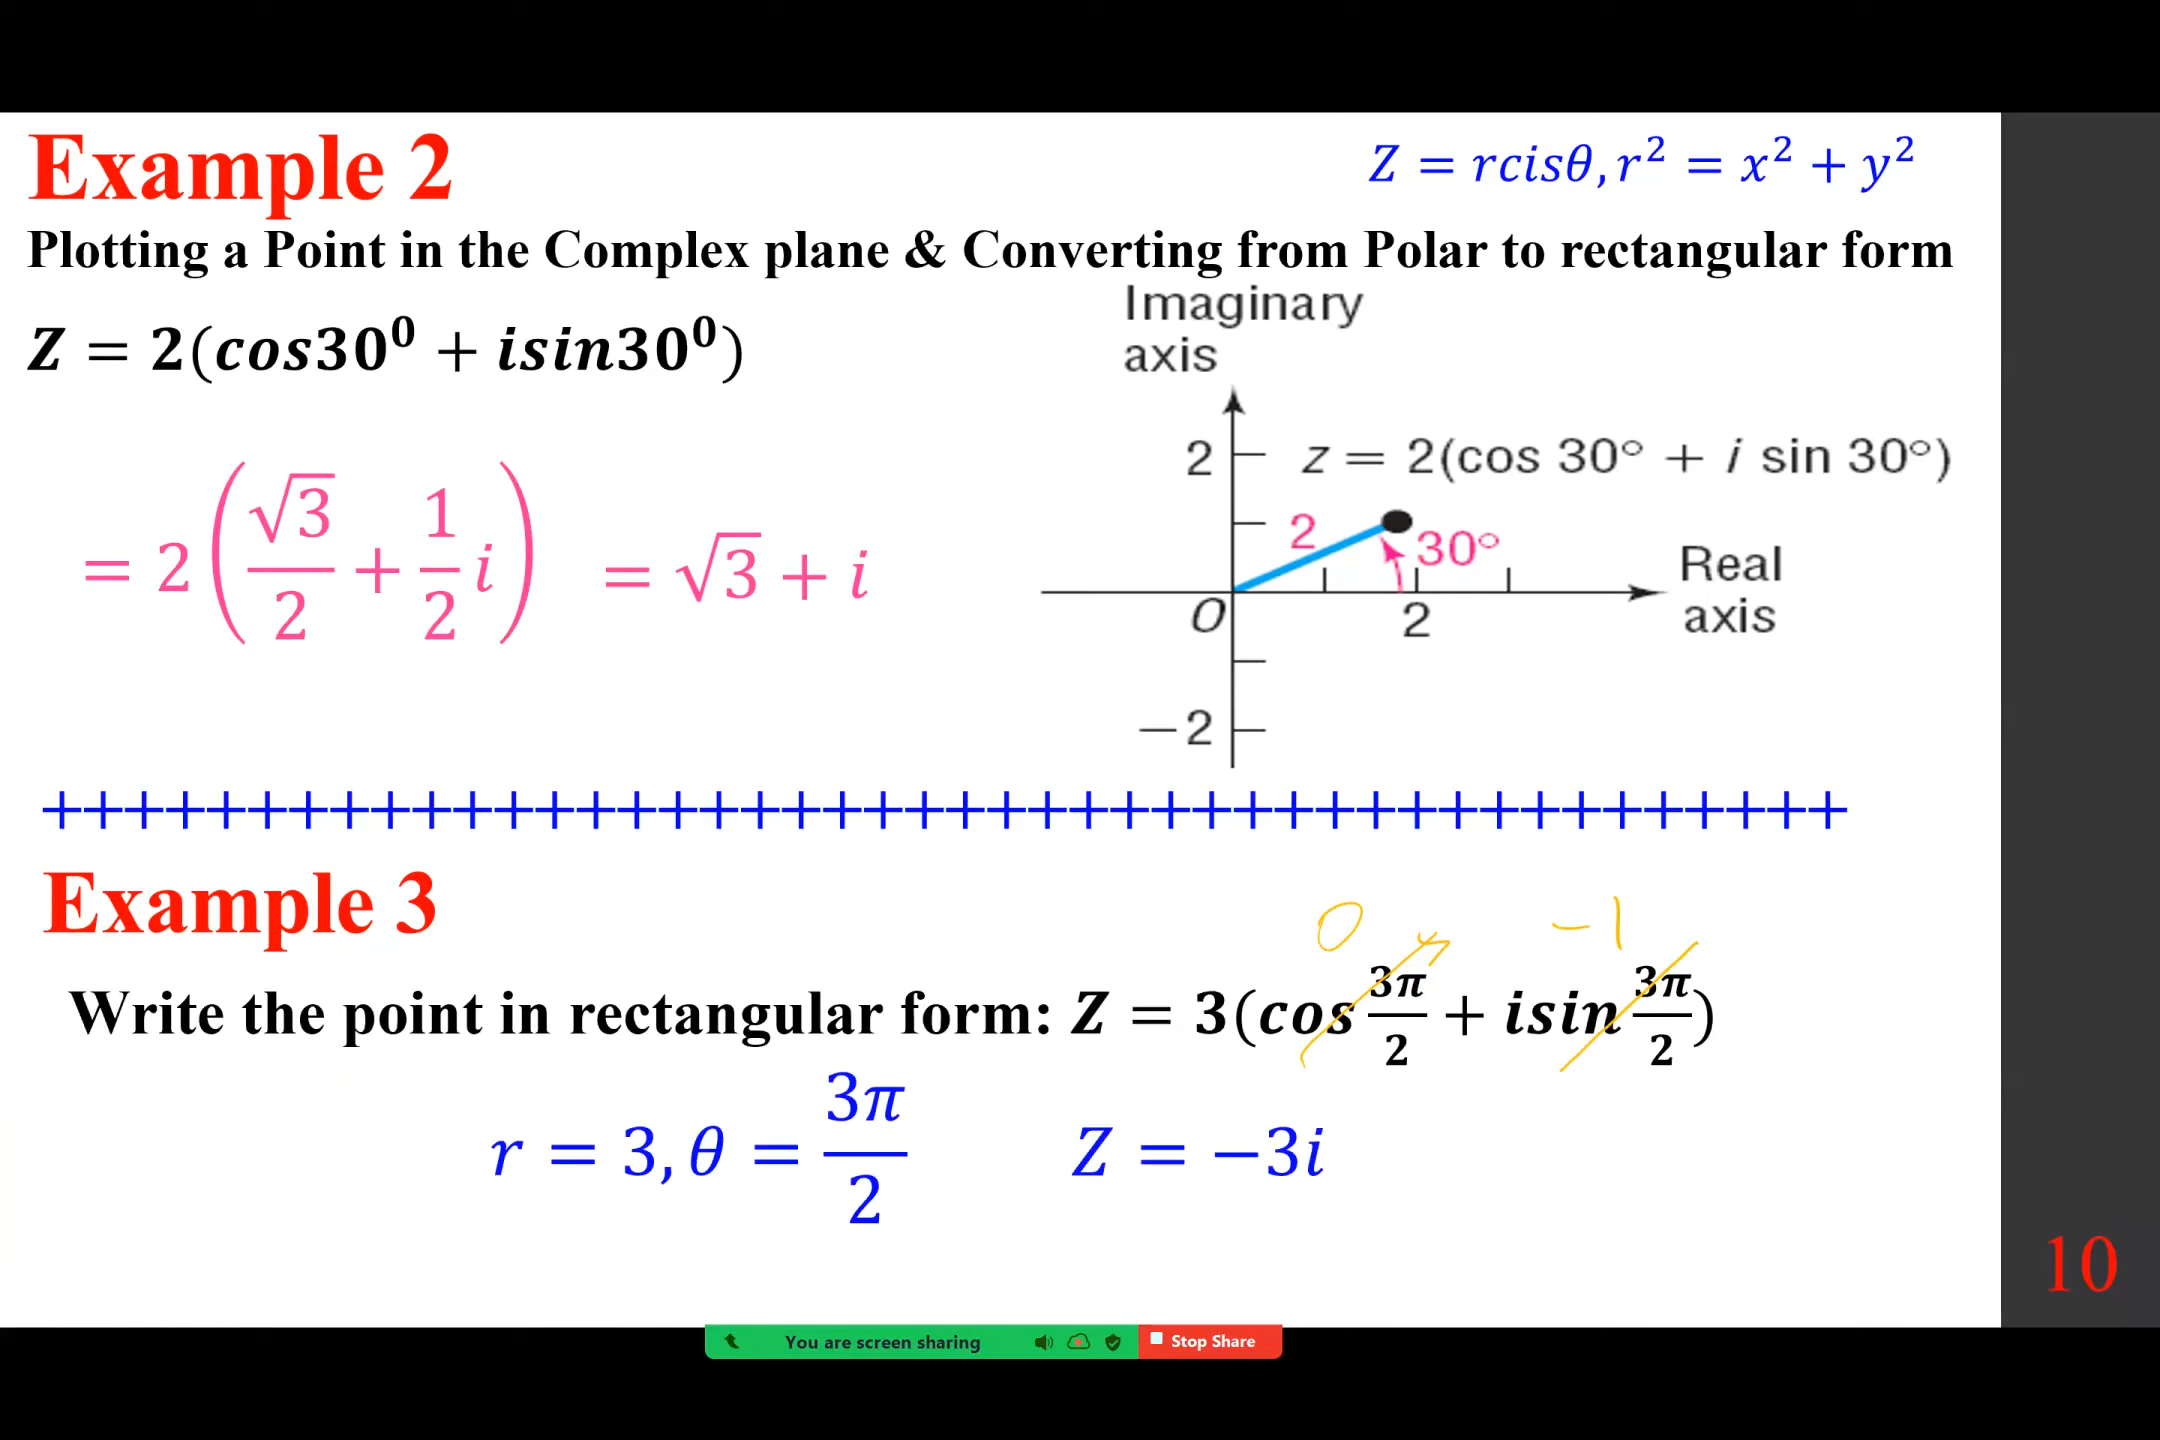 Example 2
Z = rcisθ, r² = x² + y²
Plotting a Point in the Complex plane & Converting from Polar to rectangular form
Z = 2(cos30⁰ + isin30⁰)
= 2(√3/2 + 1/2 i) = √3 + i
Imaginary
axis
2
z = 2(cos 30° + i sin 30°)
2
30°
Real
axis
O
2
−2
+++++++++++++++++++++++++++++++++++++++++++++
Example 3
0 −1
Write the point in rectangular form: Z = 3(cos 3π/2 + isin 3π/2)
r = 3, θ = 3π/2 Z = −3i
10
You are screen sharing Stop Share